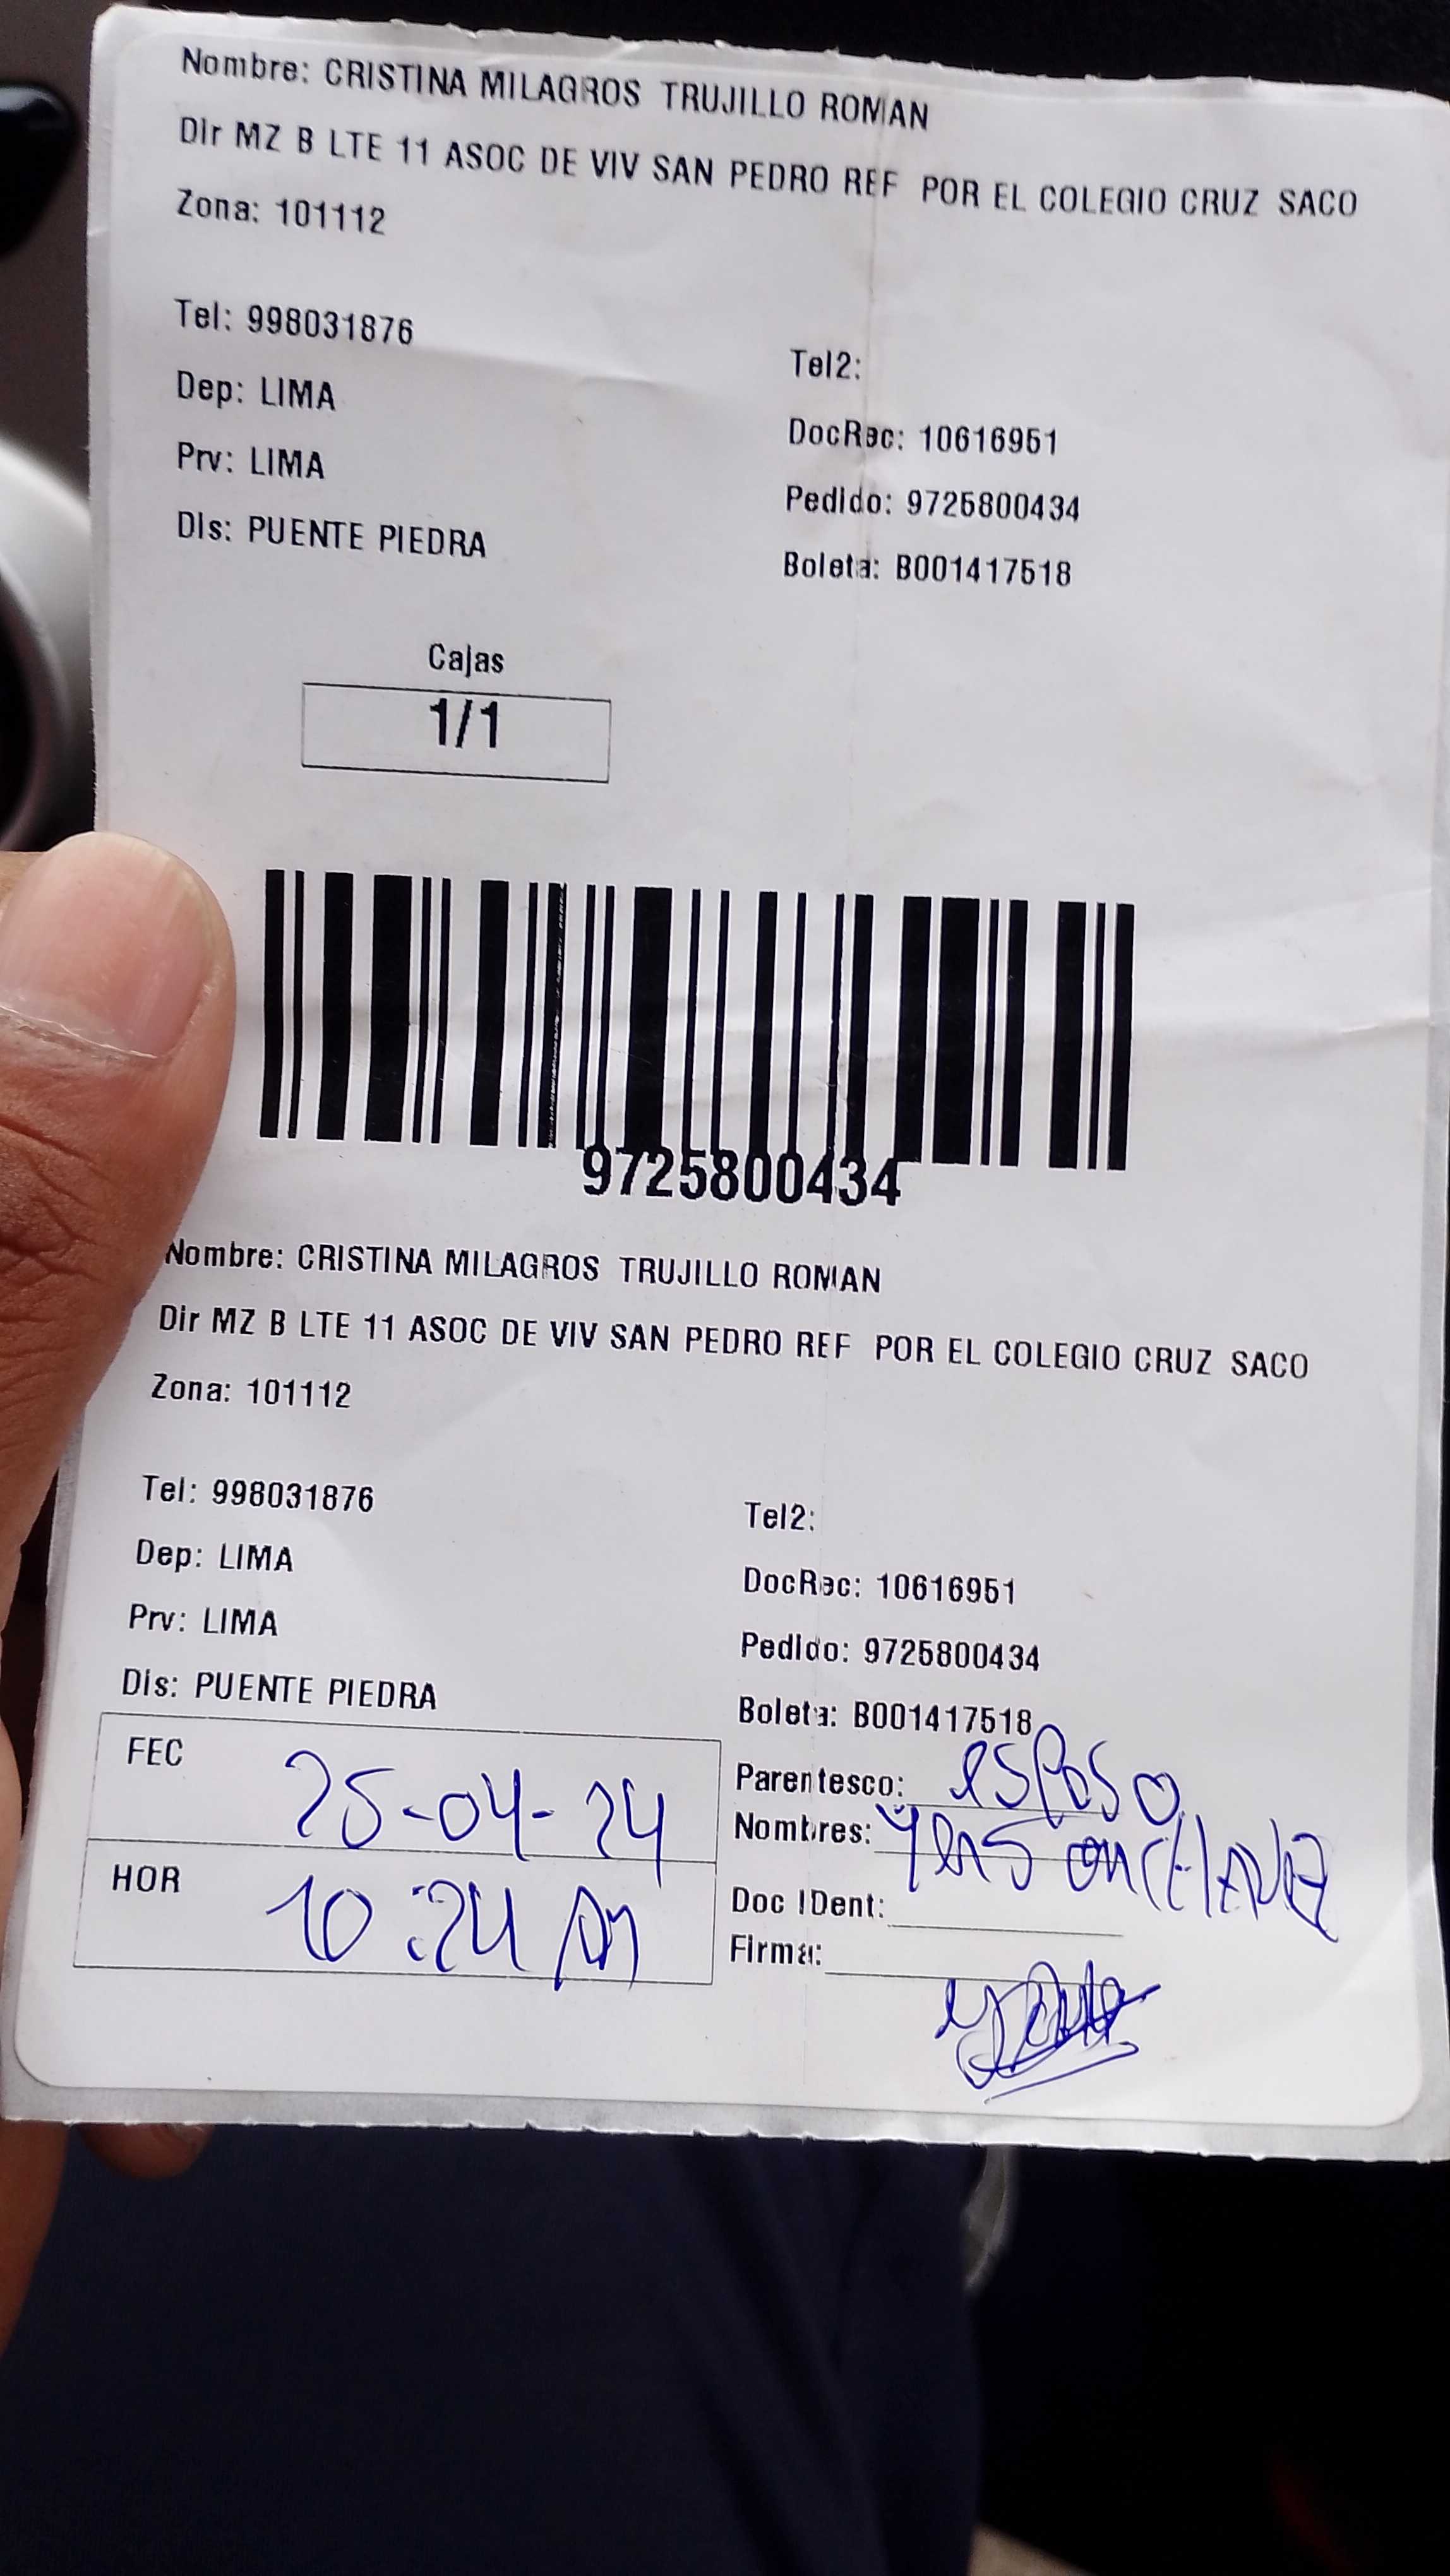 Nombre: CRISTINA MILAGROS TRUJILLO ROMAN
Dir MZ B LTE 11 ASOC DE VIV SAN PEDRO REF POR EL COLEGIO CRUZ SACO
Zona: 101112
Tel: 998031876
Tel2:
Dep: LIMA
DocRec: 10616951
Prv: LIMA
Pedido: 9725800434
Dis: PUENTE PIEDRA
Boleta: B001417518
Cajas
1/1
9725800434
Nombre: CRISTINA MILAGROS TRUJILLO ROMAN
Dir MZ B LTE 11 ASOC DE VIV SAN PEDRO REF POR EL COLEGIO CRUZ SACO
Zona: 101112
Tel: 998031876
Tel2:
Dep: LIMA
DocRec: 10616951
Prv: LIMA
Pedido: 9725800434
Dis: PUENTE PIEDRA
Boleta: B001417518
FEC 25-04-24
Parentesco: esposo
Nombres:
HOR 10:24 Am
Doc IDent:
Firma: